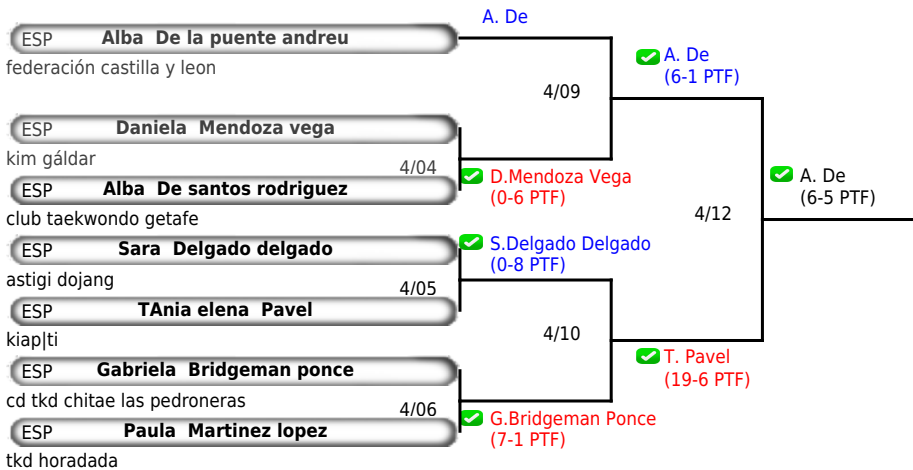 A. De
ESP Alba De la puente andreu
federación castilla y leon
A. De
(6-1 PTF)
4/09
ESP Daniela Mendoza vega
kim gáldar
4/04
D.Mendoza Vega
(0-6 PTF)
A. De
(6-5 PTF)
ESP Alba De santos rodriguez
club taekwondo getafe
4/12
ESP Sara Delgado delgado
S.Delgado Delgado
(0-8 PTF)
astigi dojang
4/05
ESP TAnia elena Pavel
kiap|ti
4/10
T. Pavel
(19-6 PTF)
ESP Gabriela Bridgeman ponce
cd tkd chitae las pedroneras
4/06
G.Bridgeman Ponce
(7-1 PTF)
ESP Paula Martinez lopez
tkd horadada